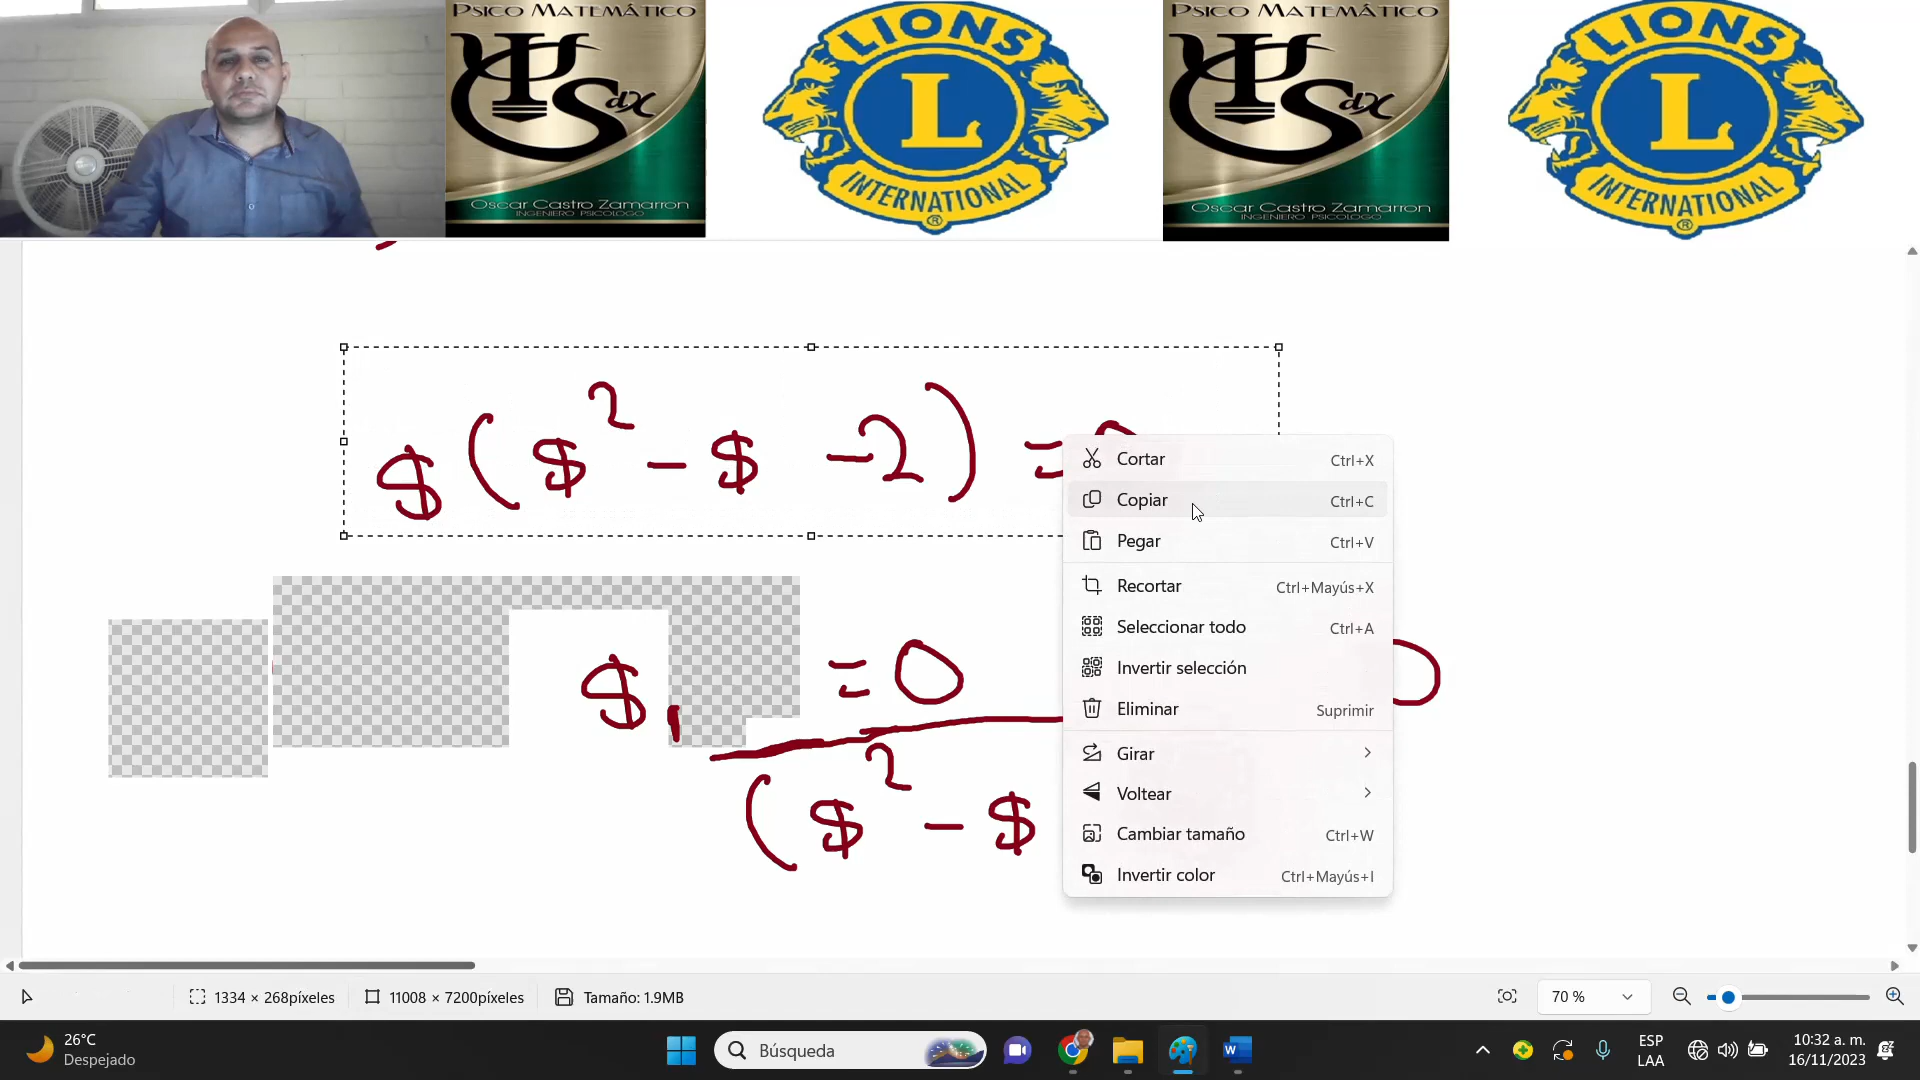 PSICO MATEMÁTICO
dx
Oscar Castro Zamarron
INGENIERO PSICOLOGO
LIONS
L
INTERNATIONAL
®
PSICO MATEMÁTICO
dx
Oscar Castro Zamarron
INGENIERO PSICOLOGO
LIONS
L
INTERNATIONAL
®
$($² - $ -2) =
$₁ = 0
($² - $
Cortar Ctrl+X
Copiar Ctrl+C
Pegar Ctrl+V
Recortar Ctrl+Mayús+X
Seleccionar todo Ctrl+A
Invertir selección
Eliminar Suprimir
Girar
Voltear
Cambiar tamaño Ctrl+W
Invertir color Ctrl+Mayús+I
1334 × 268píxeles
11008 × 7200píxeles
Tamaño: 1.9MB
70 %
26°C
Despejado
Búsqueda
W
ESP
LAA
10:32 a. m.
16/11/2023